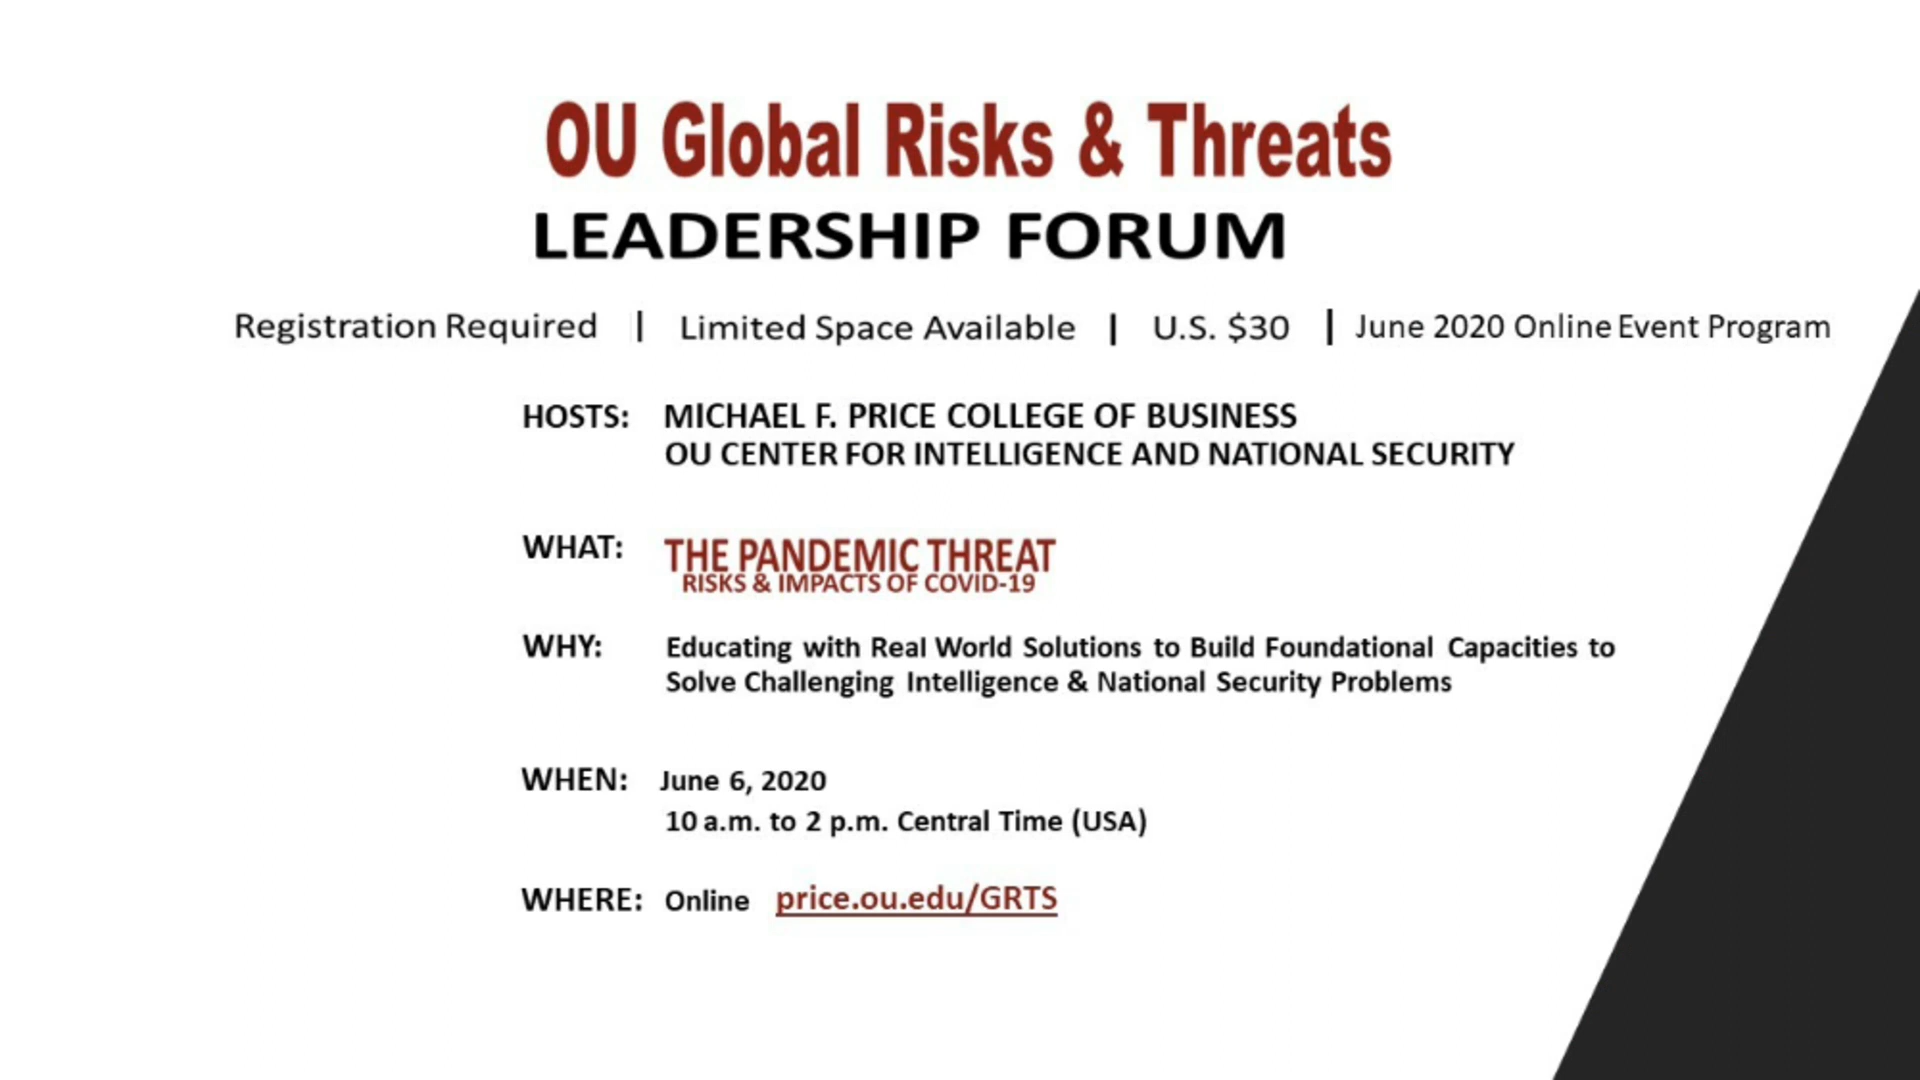 OU Global Risks & Threats
LEADERSHIP FORUM
Registration Required | Limited Space Available | U.S. $30 | June 2020 Online Event Program
HOSTS: MICHAEL F. PRICE COLLEGE OF BUSINESS
OU CENTER FOR INTELLIGENCE AND NATIONAL SECURITY
WHAT: THE PANDEMIC THREAT
RISKS & IMPACTS OF COVID-19
WHY: Educating with Real World Solutions to Build Foundational Capacities to
Solve Challenging Intelligence & National Security Problems
WHEN: June 6, 2020
10 a.m. to 2 p.m. Central Time (USA)
WHERE: Online price.ou.edu/GRTS